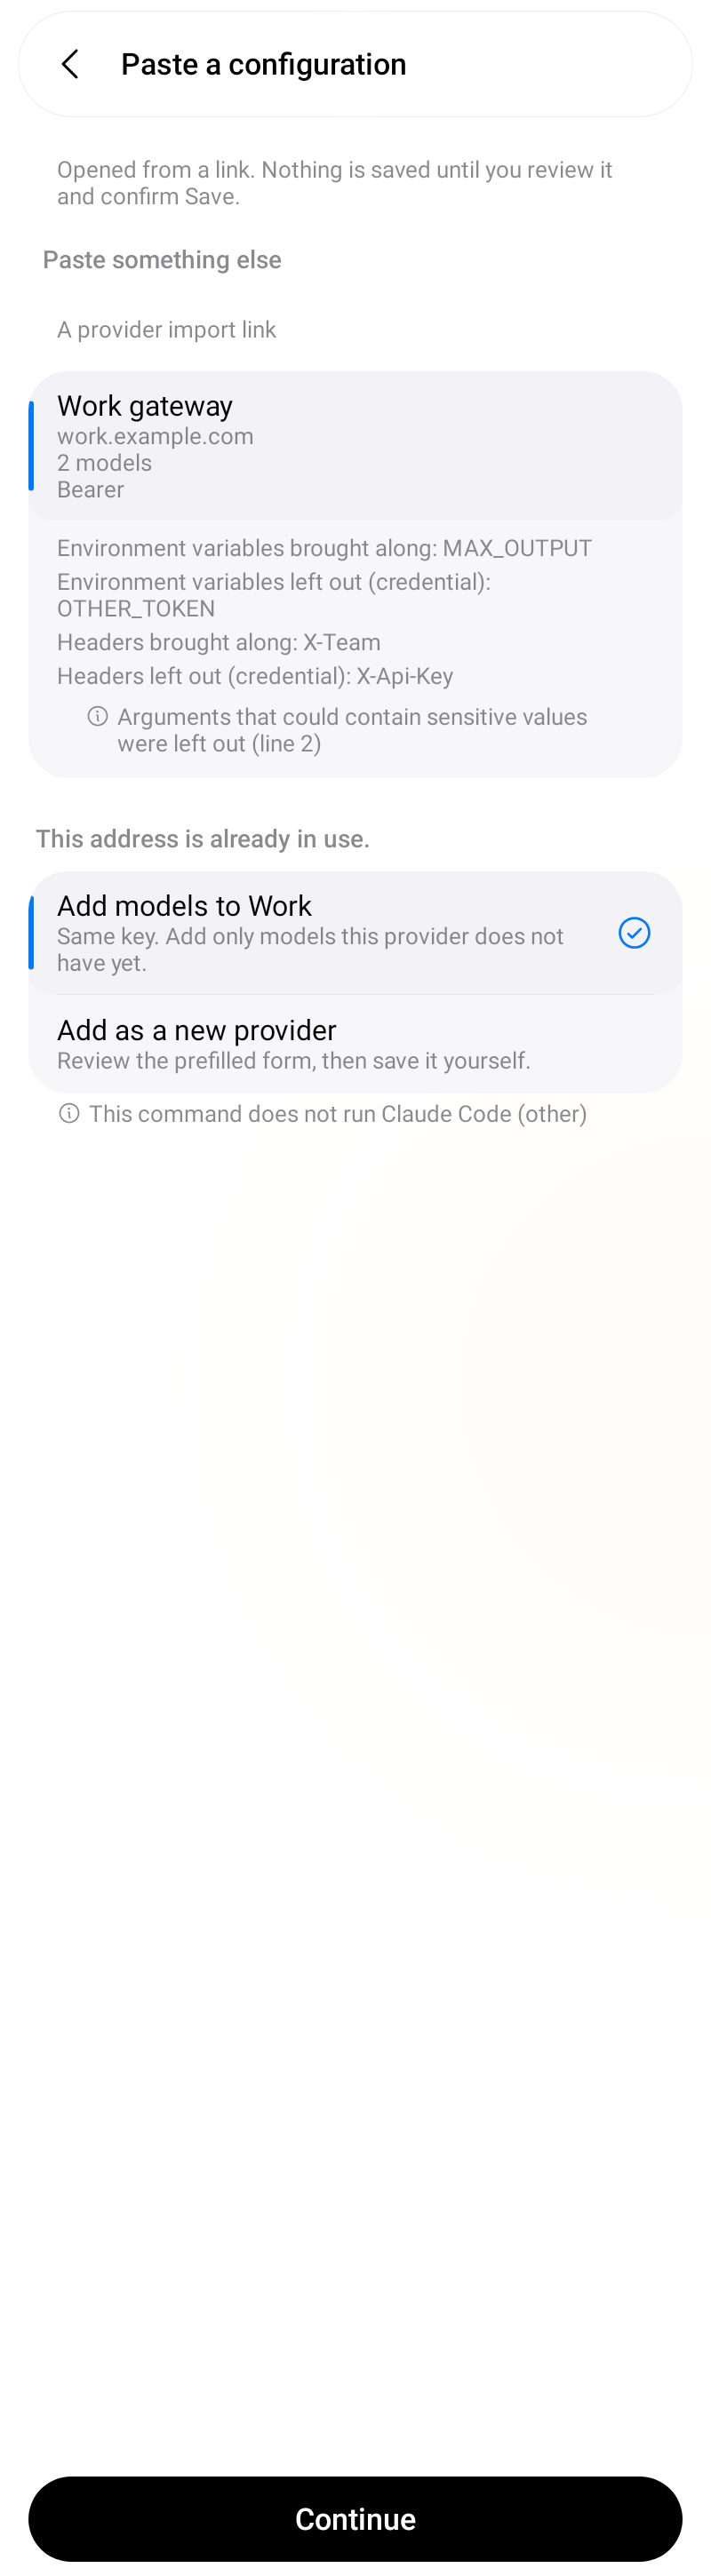 Paste a configuration
Opened from a link. Nothing is saved until you review it
and confirm Save.
Paste something else
A provider import link
Work gateway
work.example.com
2 models
Bearer
Environment variables brought along: MAX_OUTPUT
Environment variables left out (credential):
OTHER_TOKEN
Headers brought along: X-Team
Headers left out (credential): X-Api-Key
Arguments that could contain sensitive values
were left out (line 2)
This address is already in use.
Add models to Work
Same key. Add only models this provider does not
have yet.
Add as a new provider
Review the prefilled form, then save it yourself.
This command does not run Claude Code (other)
Continue